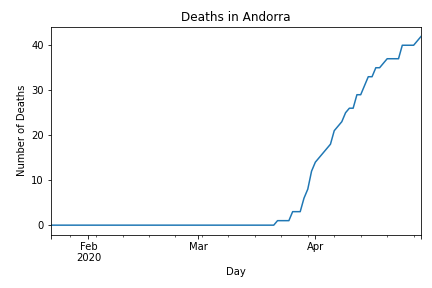 Deaths in Andorra
Number of Deaths
40
30
20
10
0
Feb
2020
Mar
Apr
Day